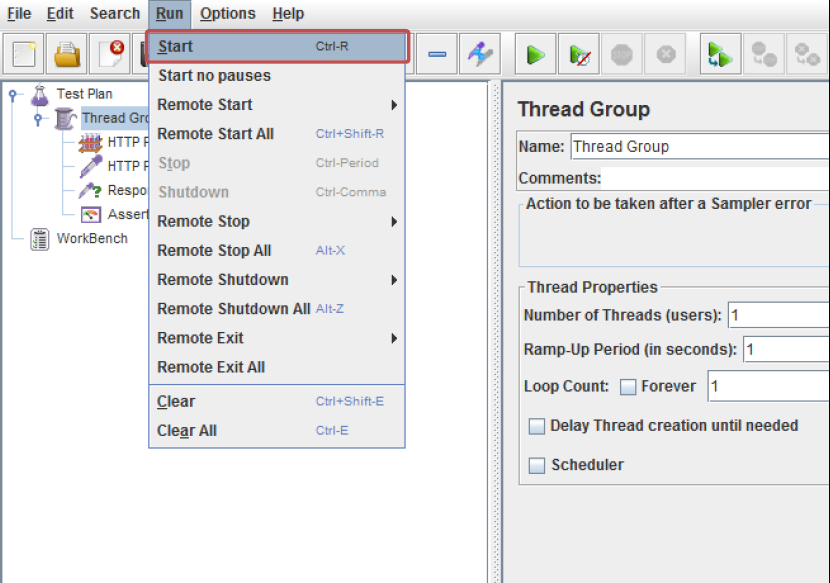 File Edit Search Run Options Help
Start Ctrl-R
Start no pauses
Remote Start
Remote Start All Ctrl+Shift-R
Stop Ctrl-Period
Shutdown Ctrl-Comma
Remote Stop
Remote Stop All Alt-X
Remote Shutdown
Remote Shutdown All Alt-Z
Remote Exit
Remote Exit All
Clear Ctrl+Shift-E
Clear All Ctrl-E
STOP
Test Plan
Thread Gro
HTTP
HTTP
Respo
Assert
WorkBench
Thread Group
Name: Thread Group
Comments:
Action to be taken after a Sampler error
Thread Properties
Number of Threads (users): 1
Ramp-Up Period (in seconds): 1
Loop Count: Forever 1
Delay Thread creation until needed
Scheduler